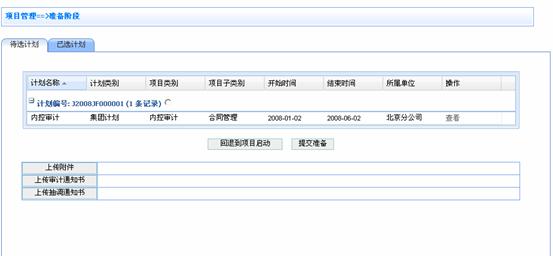 项目管理==>准备阶段
待选计划 已选计划
计划名称 计划类别 项目类别 项目子类别 开始时间 结束时间 所属单位 操作
计划编号: J2008JF000001 (1 条记录)
内控审计 集团计划 内控审计 合同管理 2008-01-02 2008-06-02 北京分公司 查看
回退到项目启动 提交准备
上传附件
上传审计通知书
上传抽调通知书